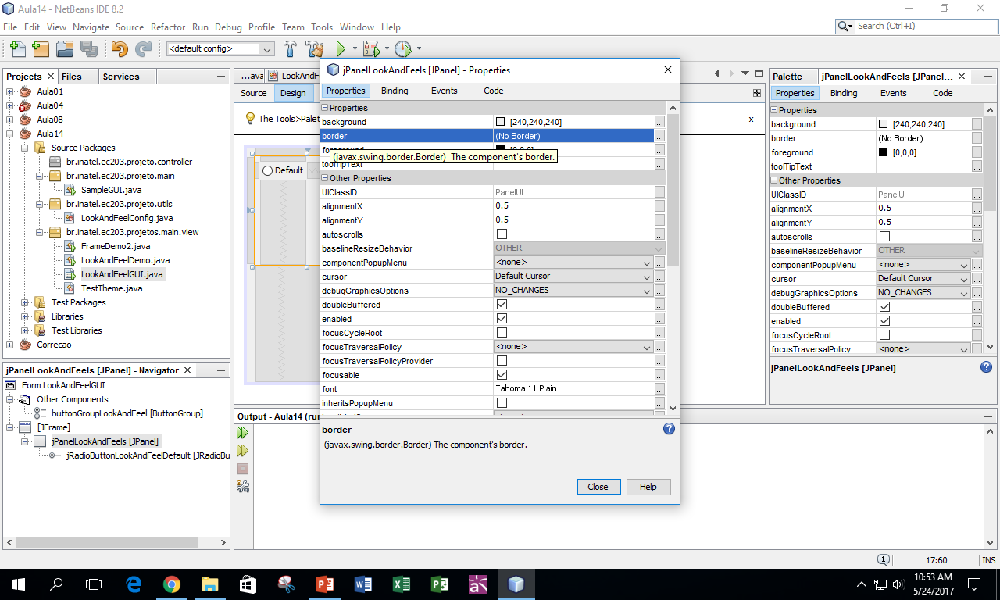 Aula14 - NetBeans IDE 8.2
File Edit View Navigate Source Refactor Run Debug Profile Team Tools Window Help
Search (Ctrl+I)
<default config>
Projects
Files
Services
Aula01
Aula04
Aula08
Aula14
Source Packages
br.inatel.ec203.projeto.controller
br.inatel.ec203.projeto.main
SampleGUI.java
br.inatel.ec203.projeto.utils
LookAndFeelConfig.java
br.inatel.ec203.projetos.main.view
FrameDemo2.java
LookAndFeelDemo.java
LookAndFeelGUI.java
TestTheme.java
Test Packages
Libraries
Test Libraries
Correcao
jPanelLookAndFeels [JPanel] - Navigator
Form LookAndFeelGUI
Other Components
buttonGroupLookAndFeel [ButtonGroup]
[JFrame]
jPanelLookAndFeels [JPanel]
jRadioButtonLookAndFeelDefault [JRadioBu
...ava
LookAndF
Source
Design
The Tools>Palet
x
Default
Output - Aula14 (ru
jPanelLookAndFeels [JPanel] - Properties
Properties
Binding
Events
Code
Properties
background [240,240,240] ...
border (No Border) ...
foreground [0,0,0] ...
(javax.swing.border.Border) The component's border.
toolTipText ...
Other Properties
UIClassID PanelUI ...
alignmentX 0.5 ...
alignmentY 0.5 ...
autoscrolls ...
baselineResizeBehavior OTHER
componentPopupMenu <none> ...
cursor Default Cursor ...
debugGraphicsOptions NO_CHANGES ...
doubleBuffered ...
enabled ...
focusCycleRoot ...
focusTraversalPolicy <none> ...
focusTraversalPolicyProvider ...
focusable ...
font Tahoma 11 Plain ...
inheritsPopupMenu ...
border
(javax.swing.border.Border) The component's border.
Close
Help
Palette
jPanelLookAndFeels [JPanel]...
Properties
Binding
Events
Code
Properties
background [240,240,240] ...
border (No Border) ...
foreground [0,0,0] ...
toolTipText ...
Other Properties
UIClassID PanelUI ...
alignmentX 0.5 ...
alignmentY 0.5 ...
autoscrolls ...
baselineResizeBehavior OTHER
componentPopupMenu <none> ...
cursor Default Cursor ...
debugGraphicsOptions NO_CHANGES ...
doubleBuffered ...
enabled ...
focusCycleRoot ...
focusTraversalPolicy <none> ...
jPanelLookAndFeels [JPanel]
1
17:60
INS
10:53 AM
5/24/2017